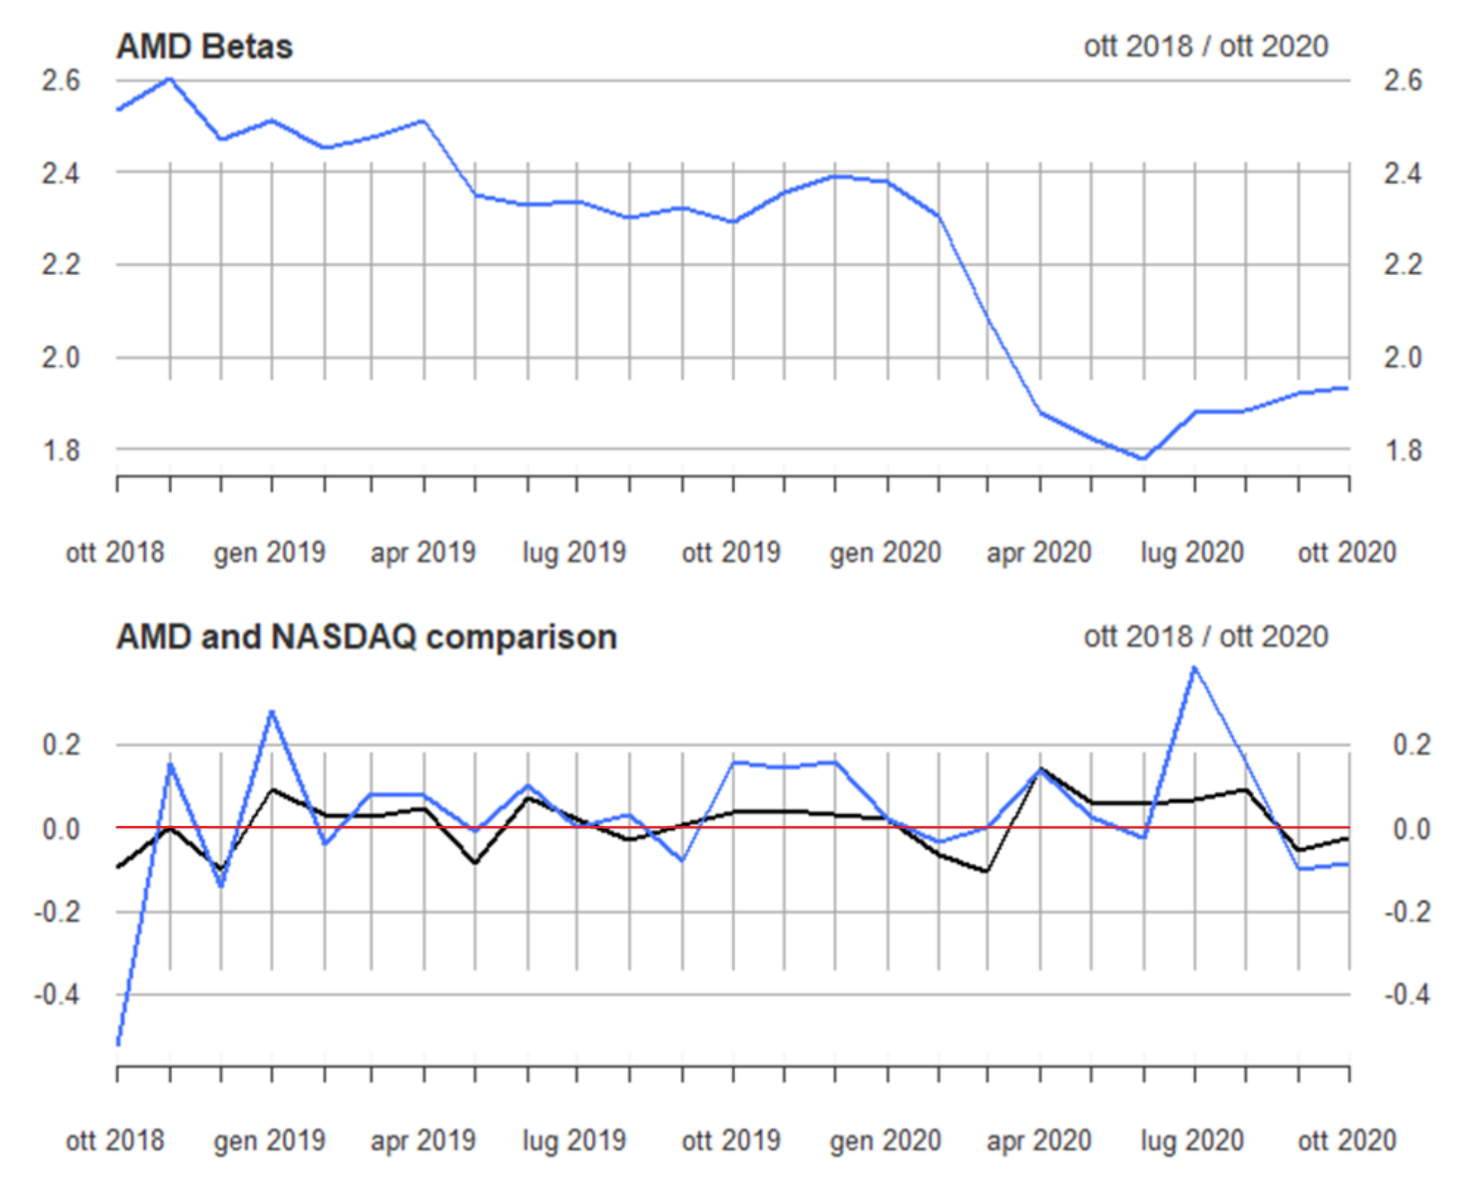 AMD Betas ott 2018 / ott 2020
2.6 2.6
2.4 2.4
2.2 2.2
2.0 2.0
1.8 1.8
ott 2018 gen 2019 apr 2019 lug 2019 ott 2019 gen 2020 apr 2020 lug 2020 ott 2020
AMD and NASDAQ comparison ott 2018 / ott 2020
0.2 0.2
0.0 0.0
-0.2 -0.2
-0.4 -0.4
ott 2018 gen 2019 apr 2019 lug 2019 ott 2019 gen 2020 apr 2020 lug 2020 ott 2020